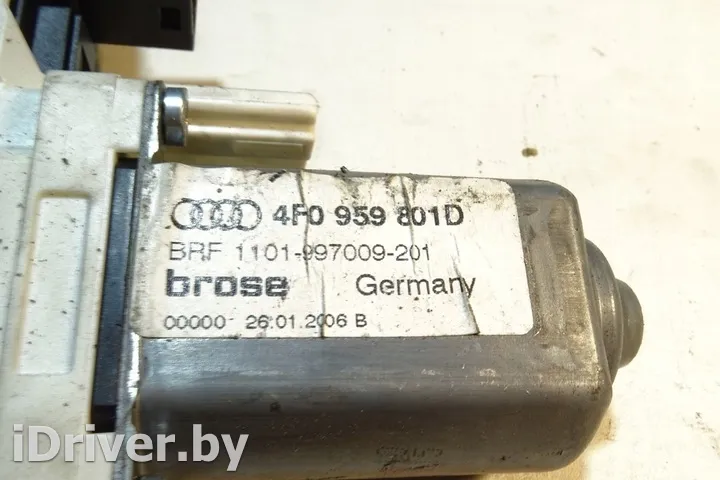 4F0 959 801D
BRF 1101-997009-201
brose Germany
00000 26.01.2006 B
iDriver.by